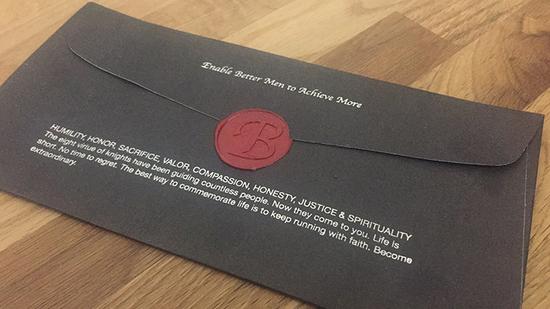 Enable Better Men to Achieve More
B
HUMILITY, HONOR, SACRIFICE, VALOR, COMPASSION, HONESTY, JUSTICE & SPIRITUALITY
The eight virtue of knights have been guiding countless people. Now they come to you. Life is
short. No time to regret. The best way to commemorate life is to keep running with faith. Become
extraordinary.